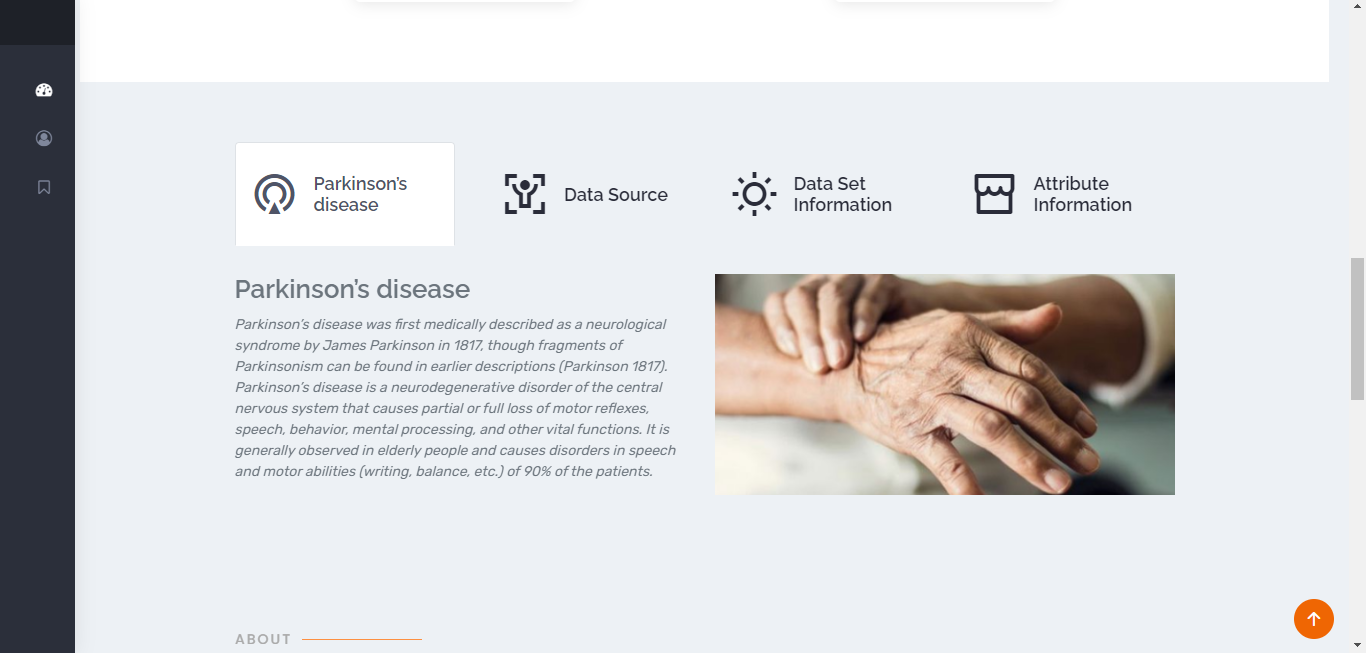 Parkinson's
disease
Data Source
Data Set
Information
Attribute
Information
Parkinson's disease
Parkinson's disease was first medically described as a neurological
syndrome by James Parkinson in 1817, though fragments of
Parkinsonism can be found in earlier descriptions (Parkinson 1817).
Parkinson's disease is a neurodegenerative disorder of the central
nervous system that causes partial or full loss of motor reflexes,
speech, behavior, mental processing, and other vital functions. It is
generally observed in elderly people and causes disorders in speech
and motor abilities (writing, balance, etc.) of 90% of the patients.
ABOUT